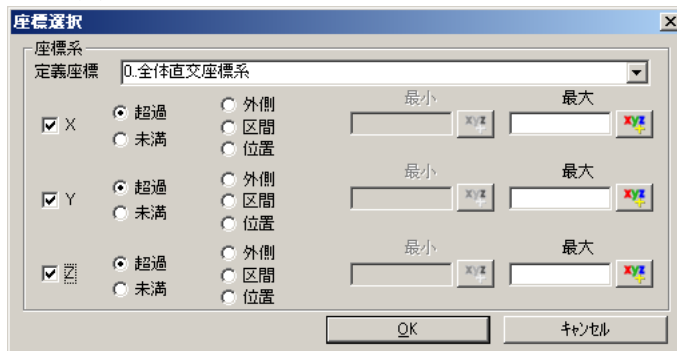 座標選択
座標系
定義座標 0..全体直交座標系
最小 最大
X 超過 未満 外側 区間 位置 xyz xyz
最小 最大
Y 超過 未満 外側 区間 位置 xyz xyz
最小 最大
Z 超過 未満 外側 区間 位置 xyz xyz
OK キャンセル